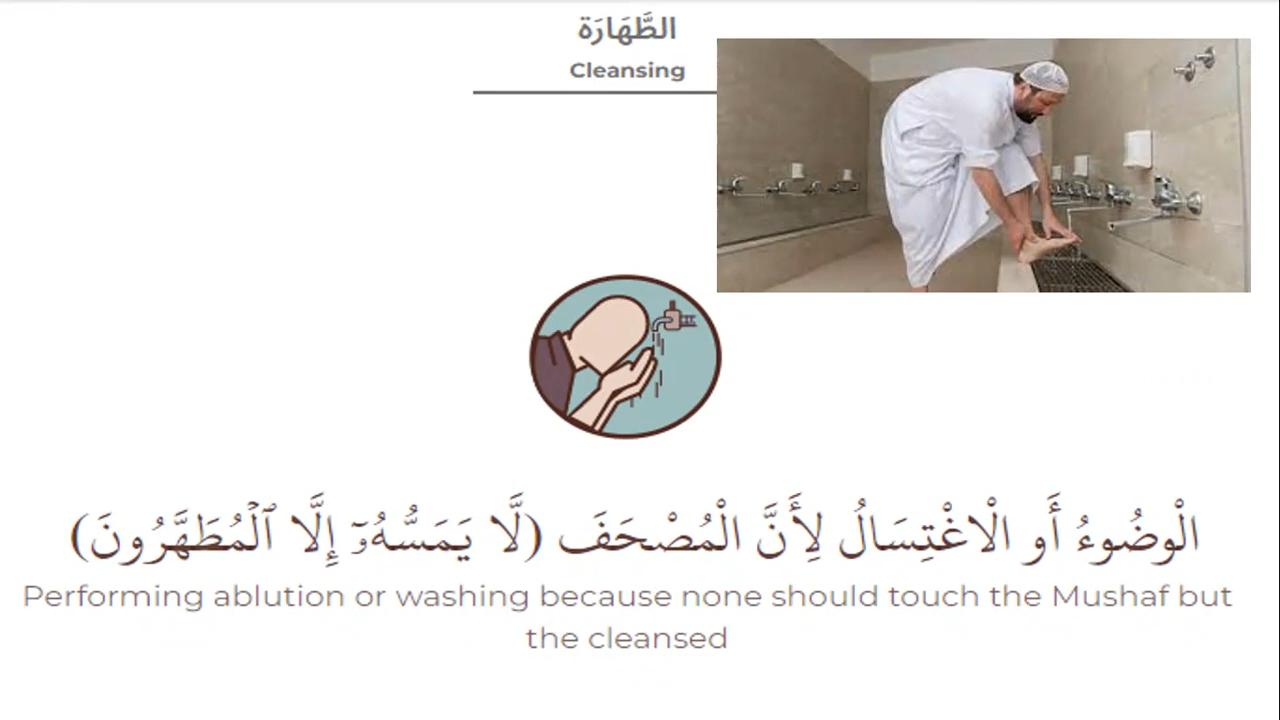 الطَّهَارَة
Cleansing
الْوضُوءُ أَو الْاغْتِسَالُ لِأَنَّ الْمُصْحَفَ (لَّا يَمَسُّهُۥٓ إِلَّا ٱلۡمُطَهَّرُونَ)
Performing ablution or washing because none should touch the Mushaf but
the cleansed